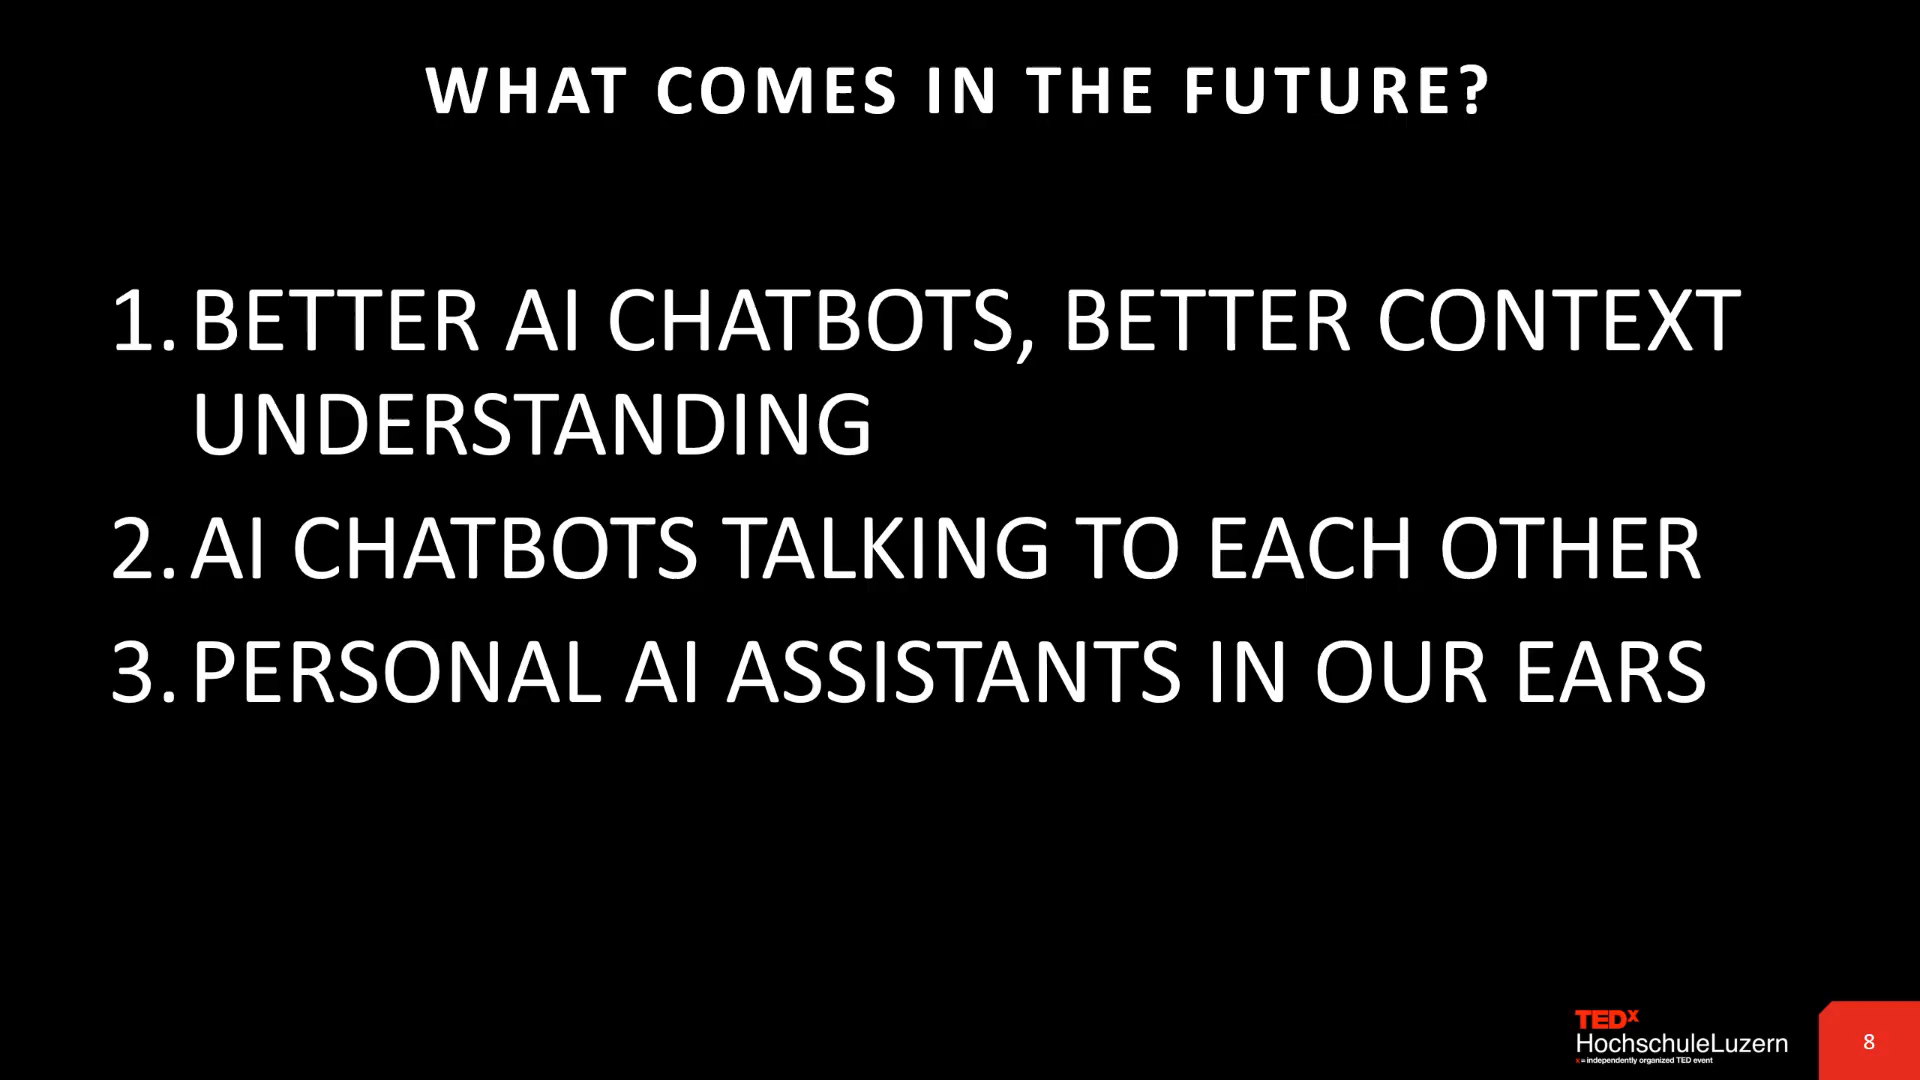 WHAT COMES IN THE FUTURE?
1. BETTER AI CHATBOTS, BETTER CONTEXT
UNDERSTANDING
2. AI CHATBOTS TALKING TO EACH OTHER
3. PERSONAL AI ASSISTANTS IN OUR EARS
TEDx
HochschuleLuzern
x = independently organized TED event
8